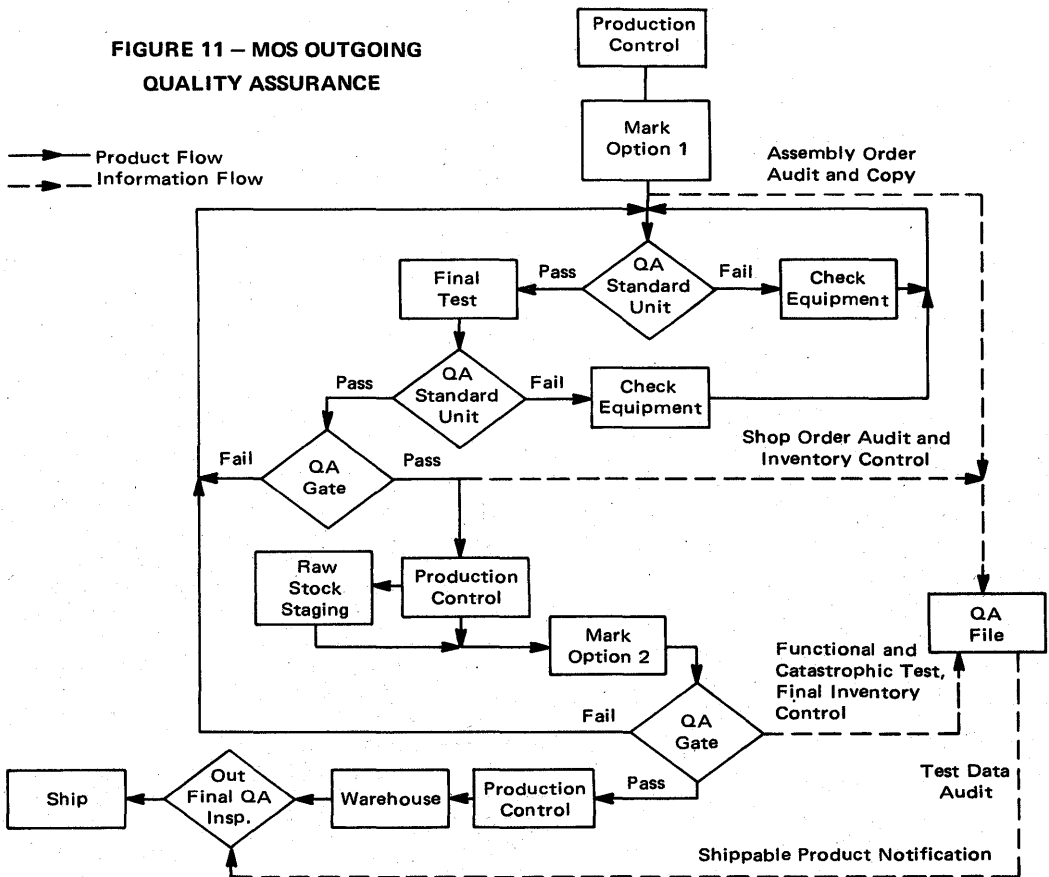 FIGURE 11 – MOS OUTGOING
QUALITY ASSURANCE
Product Flow
Information Flow
Production
Control
Mark
Option 1
Assembly Order
Audit and Copy
QA
Standard
Unit
Pass
Fail
Final
Test
Check
Equipment
QA
Standard
Unit
Pass
Fail
Check
Equipment
Shop Order Audit and
Inventory Control
QA
Gate
Fail
Pass
Raw
Stock
Staging
Production
Control
Mark
Option 2
QA
File
Functional and
Catastrophic Test,
Final Inventory
Control
QA
Gate
Fail
Pass
Test Data
Audit
Ship
Out
Final QA
Insp.
Warehouse
Production
Control
Shippable Product Notification